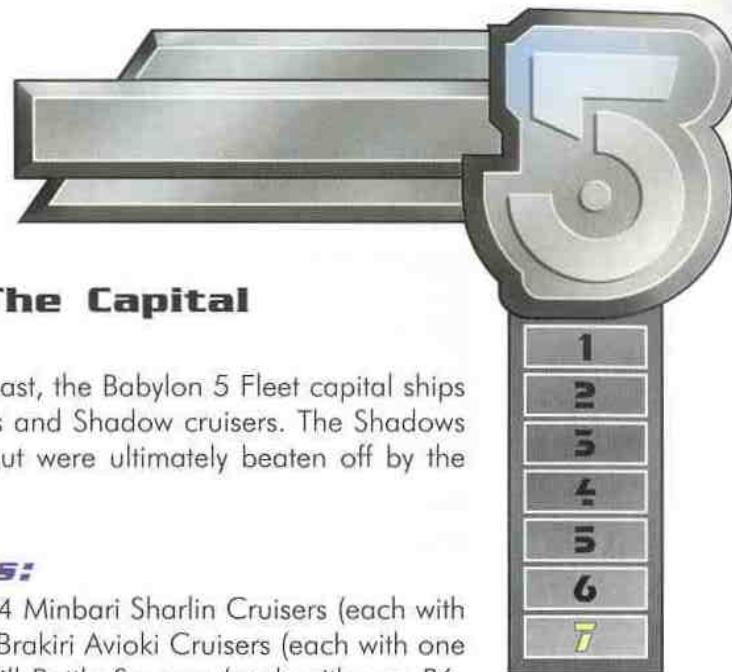 5
The Capital
ast, the Babylon 5 Fleet capital ships
s and Shadow cruisers. The Shadows
ut were ultimately beaten off by the
s:
4 Minbari Sharlin Cruisers (each with
Brakiri Avioki Cruisers (each with one
1
2
3
4
5
6
7